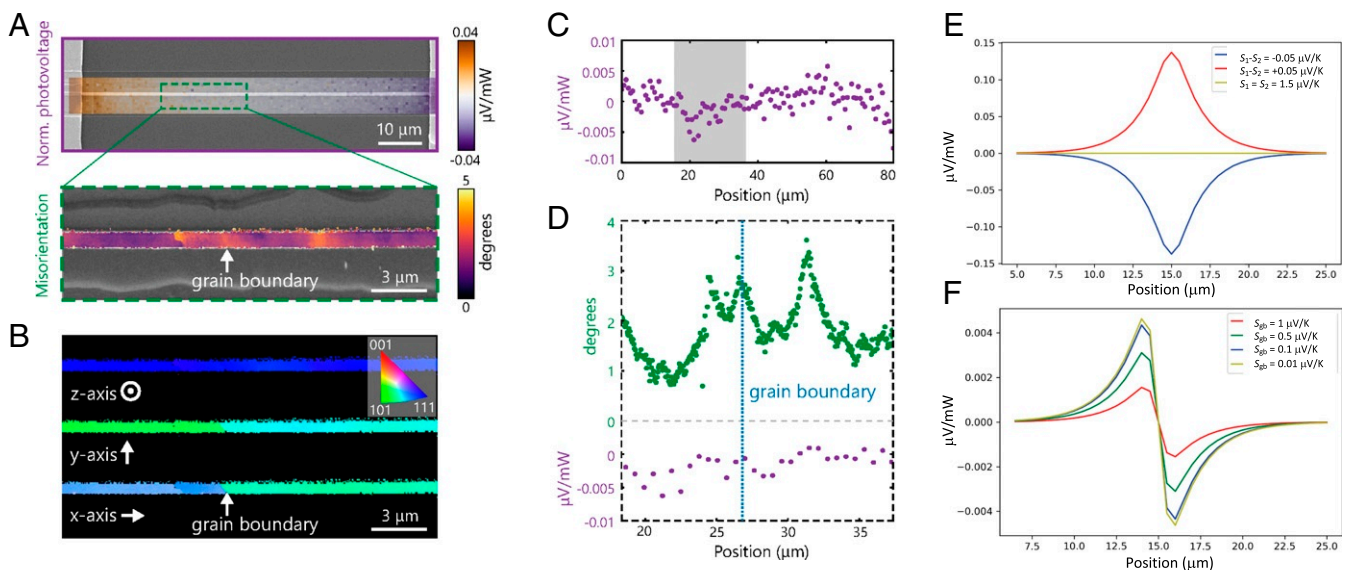 A
Norm. photovoltage
0.04
µV/mW
-0.04
10 µm
Misorientation
5
degrees
0
grain boundary
3 µm
B
001
101
111
z-axis
y-axis
x-axis
grain boundary
3 µm
C
0.01
0.005
0
-0.005
-0.01
µV/mW
0 20 40 60 80
Position (µm)
D
4
3
2
1
0
degrees
grain boundary
0
-0.005
-0.01
µV/mW
20 25 30 35
Position (µm)
E
0.15
0.10
0.05
0.00
−0.05
−0.10
−0.15
µV/mW
S1-S2 = -0.05 µV/K
S1-S2 = +0.05 µV/K
S1 = S2 = 1.5 µV/K
5.0 7.5 10.0 12.5 15.0 17.5 20.0 22.5 25.0
Position (µm)
F
0.004
0.002
0.000
−0.002
−0.004
µV/mW
Sgb = 1 µV/K
Sgb = 0.5 µV/K
Sgb = 0.1 µV/K
Sgb = 0.01 µV/K
7.5 10.0 12.5 15.0 17.5 20.0 22.5 25.0
Position (µm)